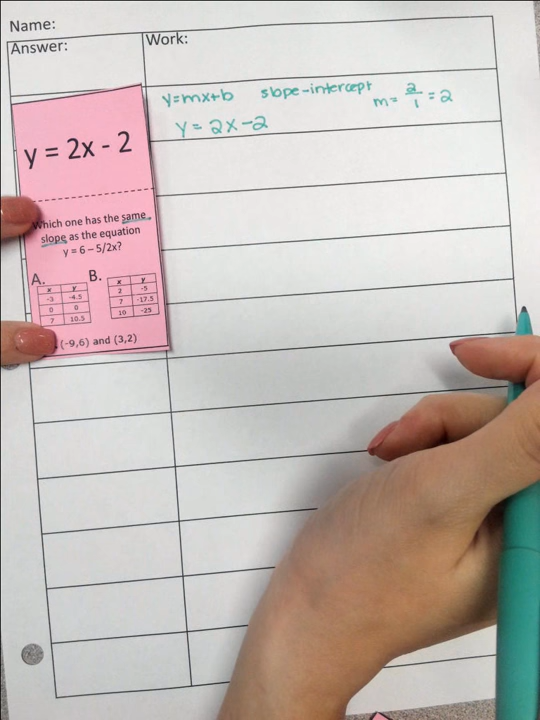 Name:
Answer: Work:
y=mx+b slope-intercept m= 2/1 = 2
y= 2x-2
y = 2x - 2
Which one has the same
slope as the equation
y = 6 – 5/2x?
A. B.
x y
-3 -4.5
0 0
7 10.5
x y
2 -5
7 -17.5
10 -25
(-9,6) and (3,2)